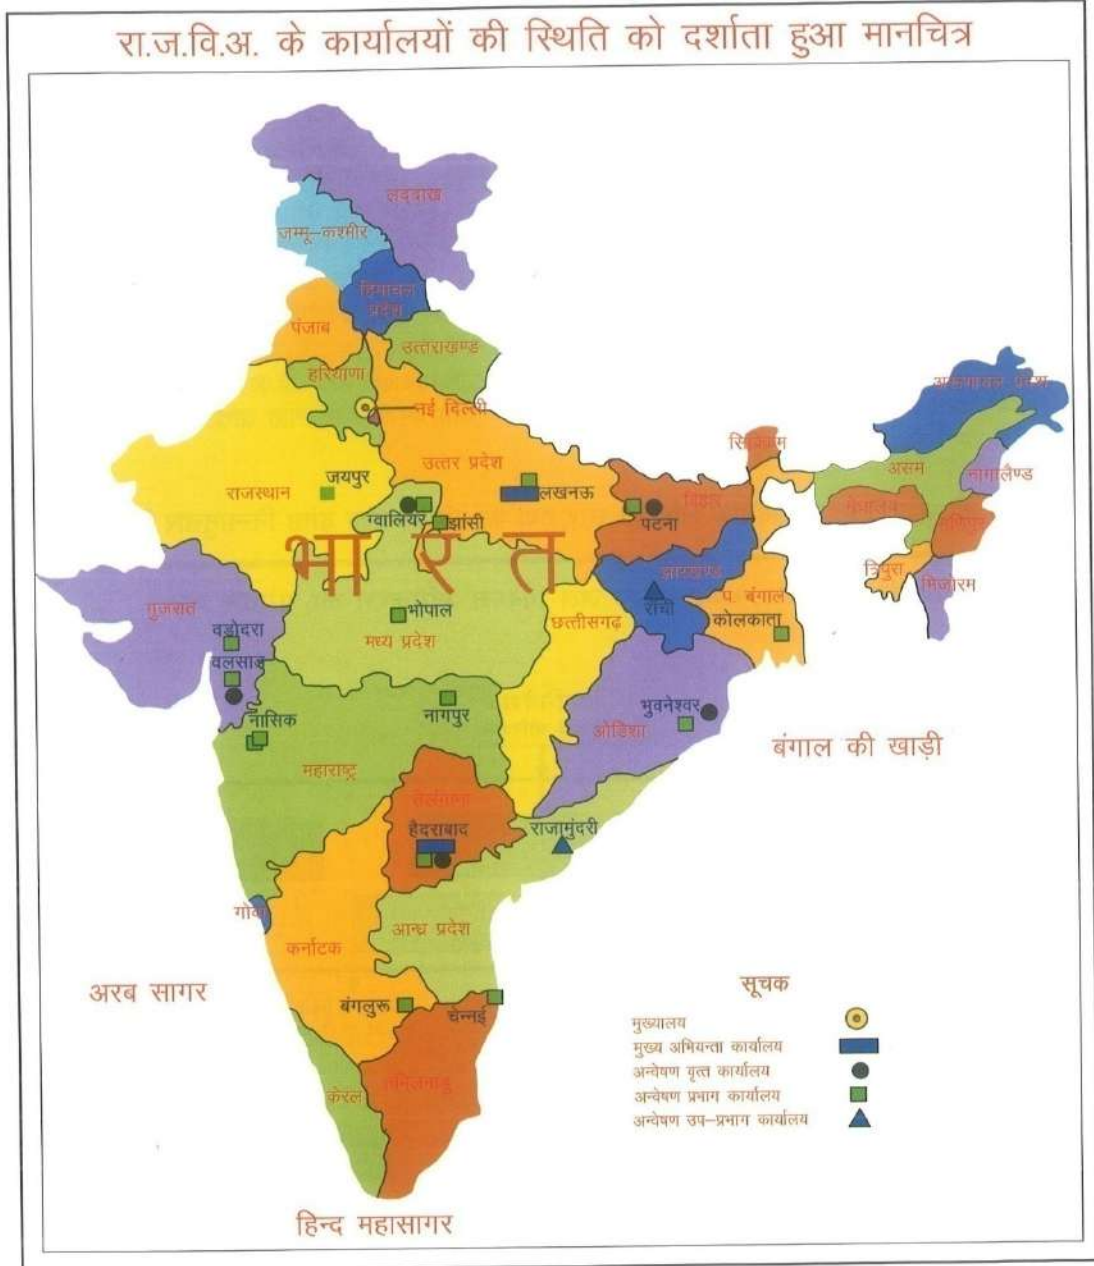 रा.ज.वि.अ. के कार्यालयों की स्थिति को दर्शाता हुआ मानचित्र
लद्दाख
जम्मू–कश्मीर
हिमाचल
प्रदेश
पंजाब
उत्तराखण्ड
हरियाणा
नई दिल्ली
अरूणाचल प्रदेश
सिक्किम
उत्तर प्रदेश
असम
नागालैण्ड
जयपुर
राजस्थान
लखनऊ
बिहार
मेघालय
ग्वालियर
झांसी
पटना
मणिपुर
भारत
झारखण्ड
त्रिपुरा
मिजोरम
रांची
प. बंगाल
गुजरात
भोपाल
छत्तीसगढ़
कोलकाता
वडोदरा
मध्य प्रदेश
वलसाड
नासिक
नागपुर
भुवनेश्वर
ओडिशा
बंगाल की खाड़ी
महाराष्ट्र
तेलंगाना
हैदराबाद
राजामुंदरी
गोवा
आन्ध्र प्रदेश
कर्नाटक
अरब सागर
बंगलुरू
चेन्नई
तमिलनाडू
केरल
सूचक
मुख्यालय
मुख्य अभियन्ता कार्यालय
अन्वेषण वृत्त कार्यालय
अन्वेषण प्रभाग कार्यालय
अन्वेषण उप–प्रभाग कार्यालय
हिन्द महासागर